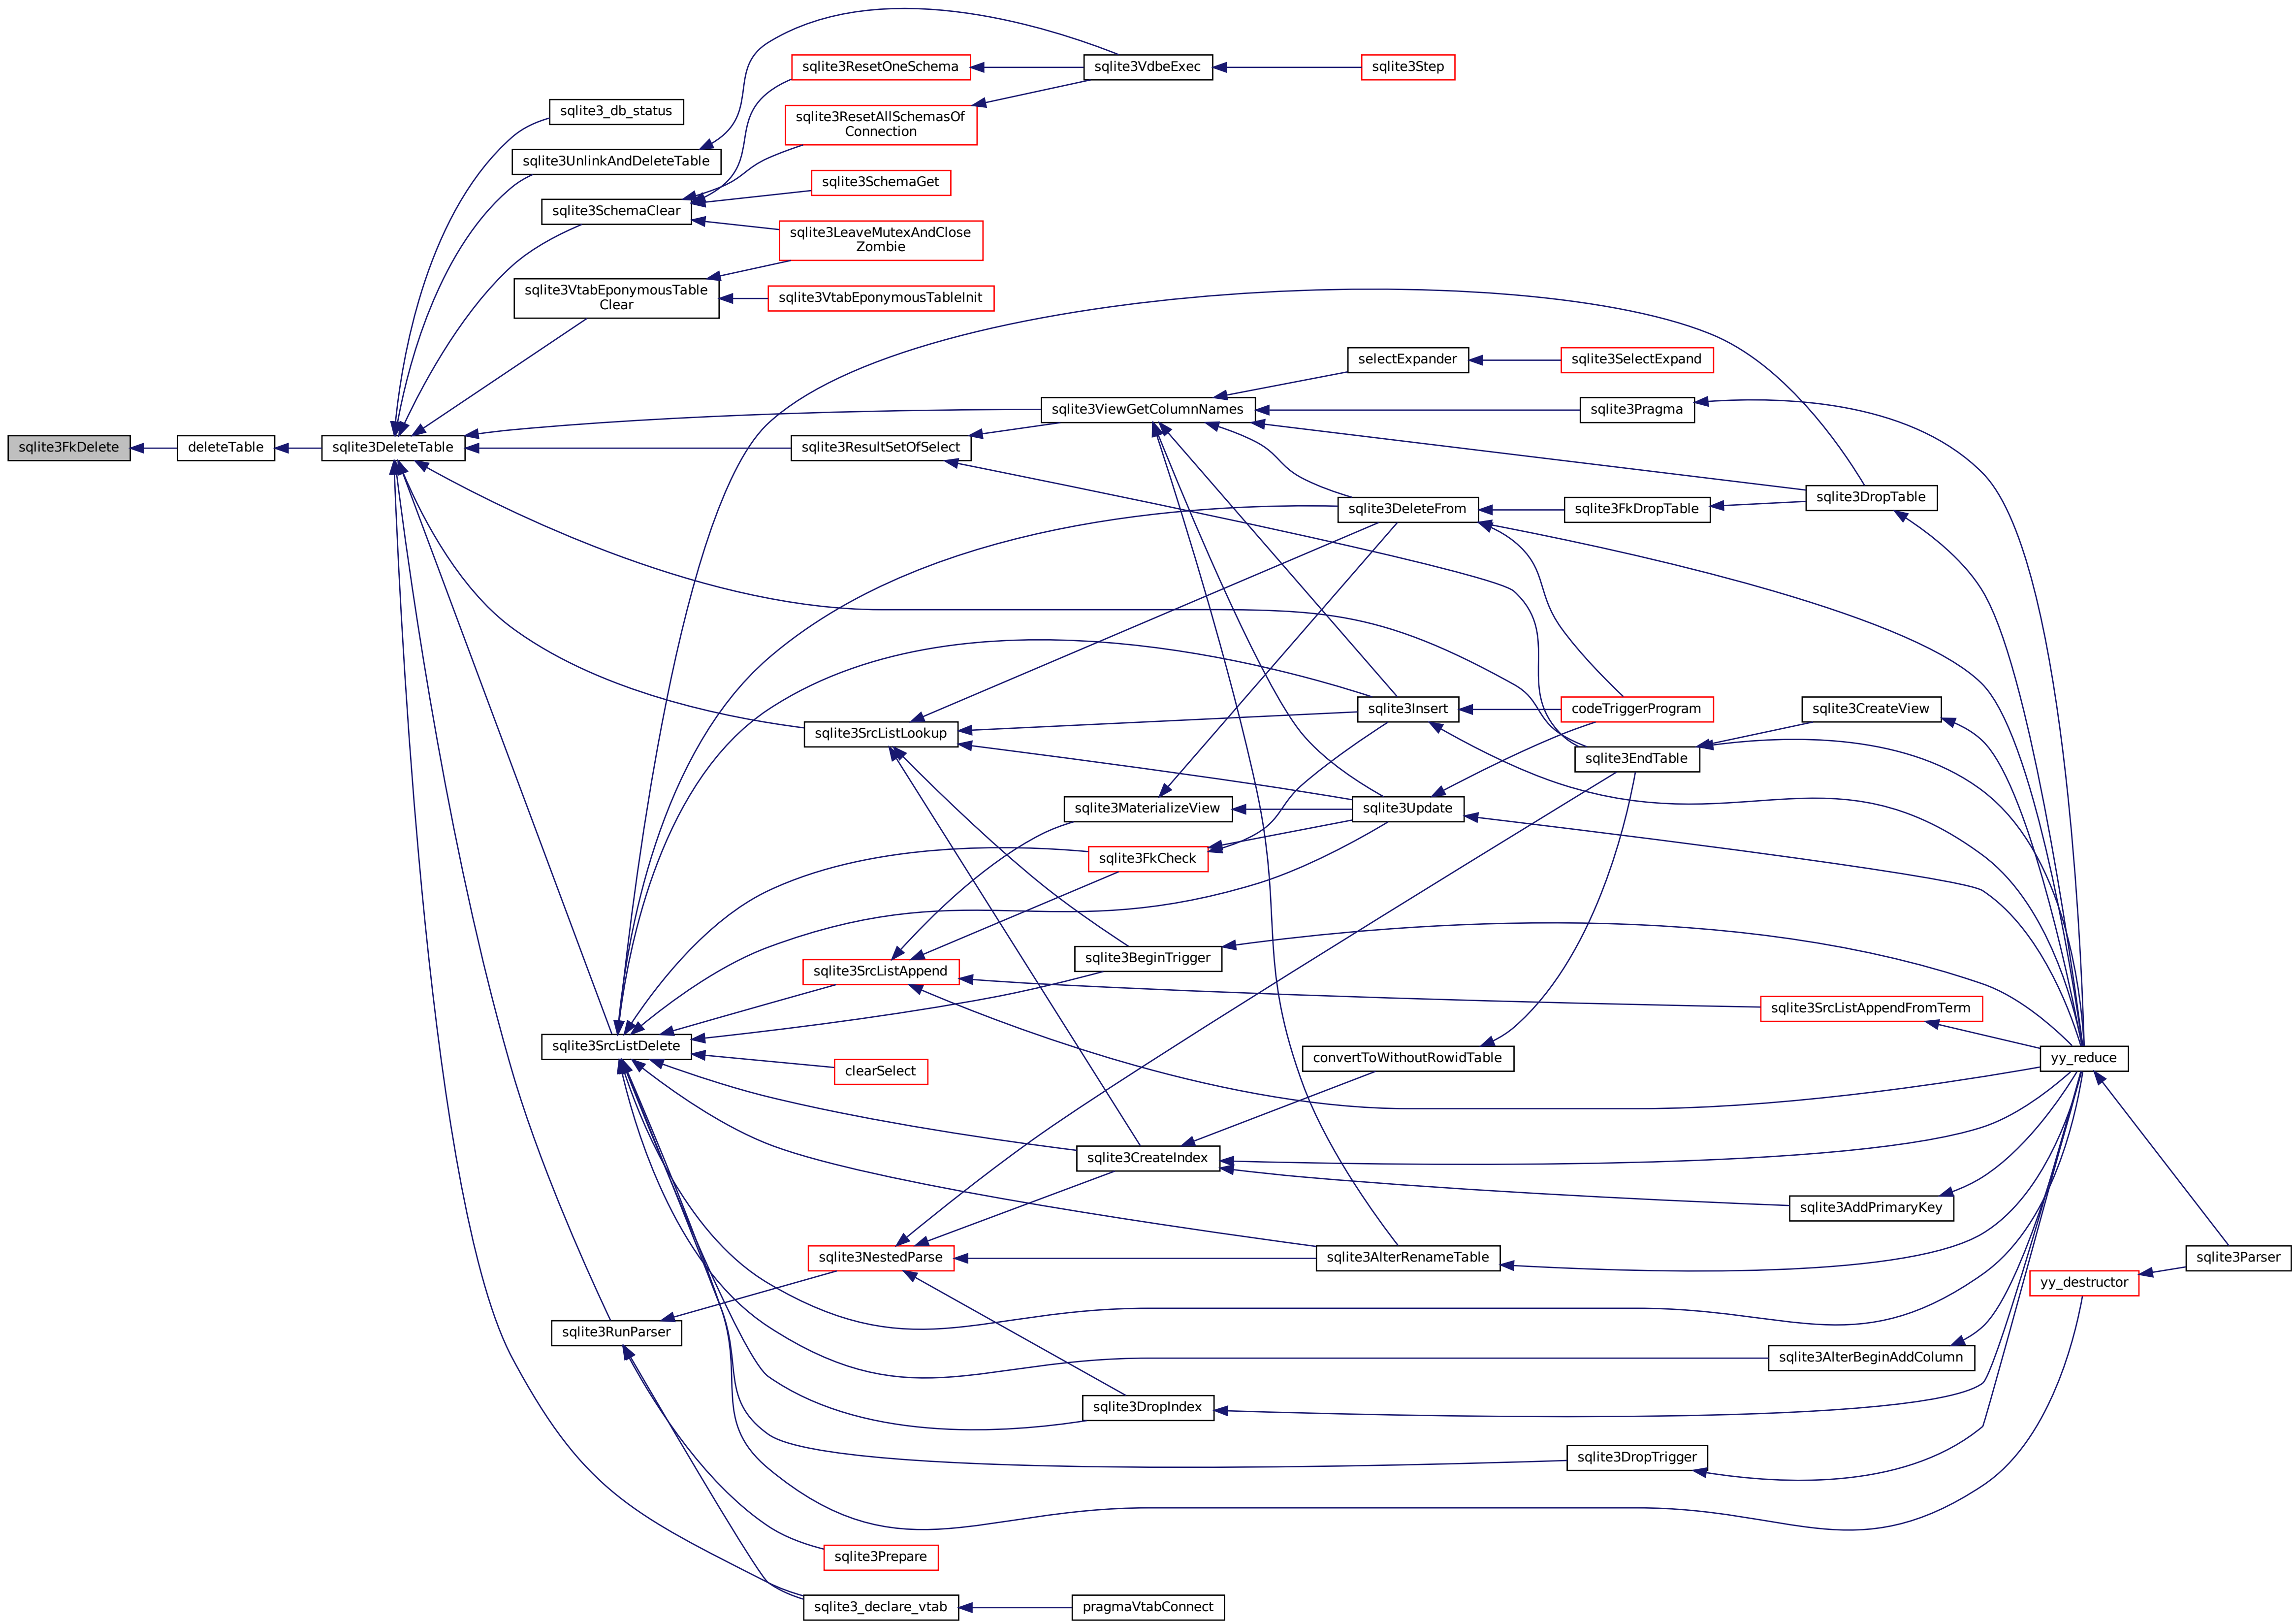 sqlite3VdbeExec
sqlite3ResetOneSchema
sqlite3Step
sqlite3_db_status
sqlite3ResetAllSchemasOf
Connection
sqlite3UnlinkAndDeleteTable
sqlite3SchemaGet
sqlite3SchemaClear
sqlite3LeaveMutexAndClose
Zombie
sqlite3VtabEponymousTable
Clear
sqlite3VtabEponymousTableInit
selectExpander
sqlite3SelectExpand
sqlite3ViewGetColumnNames
sqlite3Pragma
sqlite3FkDelete
deleteTable
sqlite3DeleteTable
sqlite3ResultSetOfSelect
sqlite3DropTable
sqlite3DeleteFrom
sqlite3FkDropTable
sqlite3Insert
codeTriggerProgram
sqlite3CreateView
sqlite3SrcListLookup
sqlite3EndTable
sqlite3MaterializeView
sqlite3Update
sqlite3FkCheck
sqlite3BeginTrigger
sqlite3SrcListAppend
sqlite3SrcListAppendFromTerm
sqlite3SrcListDelete
convertToWithoutRowidTable
yy_reduce
clearSelect
sqlite3CreateIndex
sqlite3AddPrimaryKey
sqlite3NestedParse
sqlite3AlterRenameTable
sqlite3Parser
yy_destructor
sqlite3RunParser
sqlite3AlterBeginAddColumn
sqlite3DropIndex
sqlite3DropTrigger
sqlite3Prepare
sqlite3_declare_vtab
pragmaVtabConnect